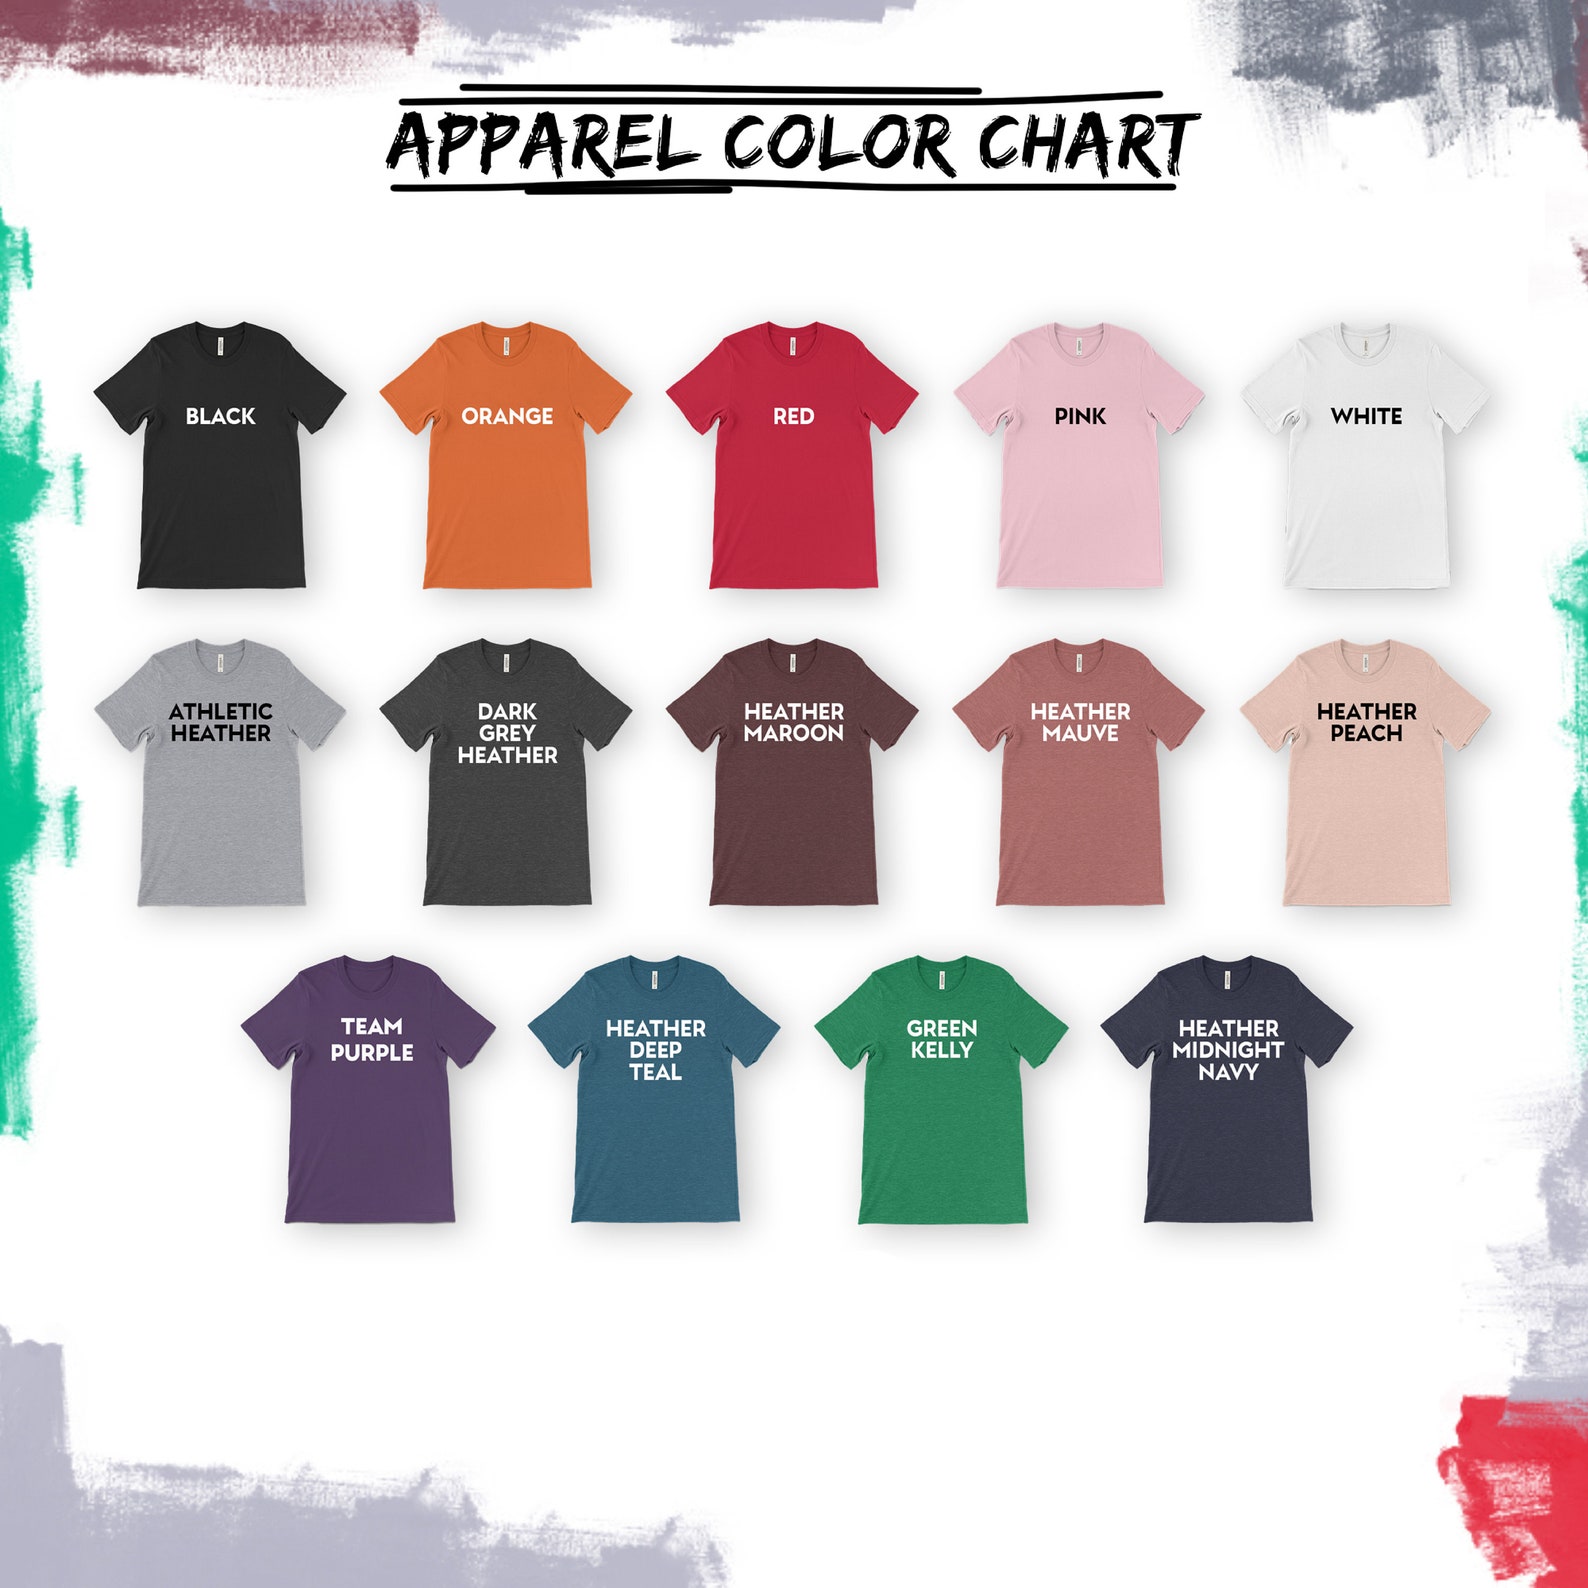 APPAREL COLOR CHART
BLACK
ORANGE
RED
PINK
WHITE
ATHLETIC
HEATHER
DARK
GREY
HEATHER
HEATHER
MAROON
HEATHER
MAUVE
HEATHER
PEACH
TEAM
PURPLE
HEATHER
DEEP
TEAL
GREEN
KELLY
HEATHER
MIDNIGHT
NAVY